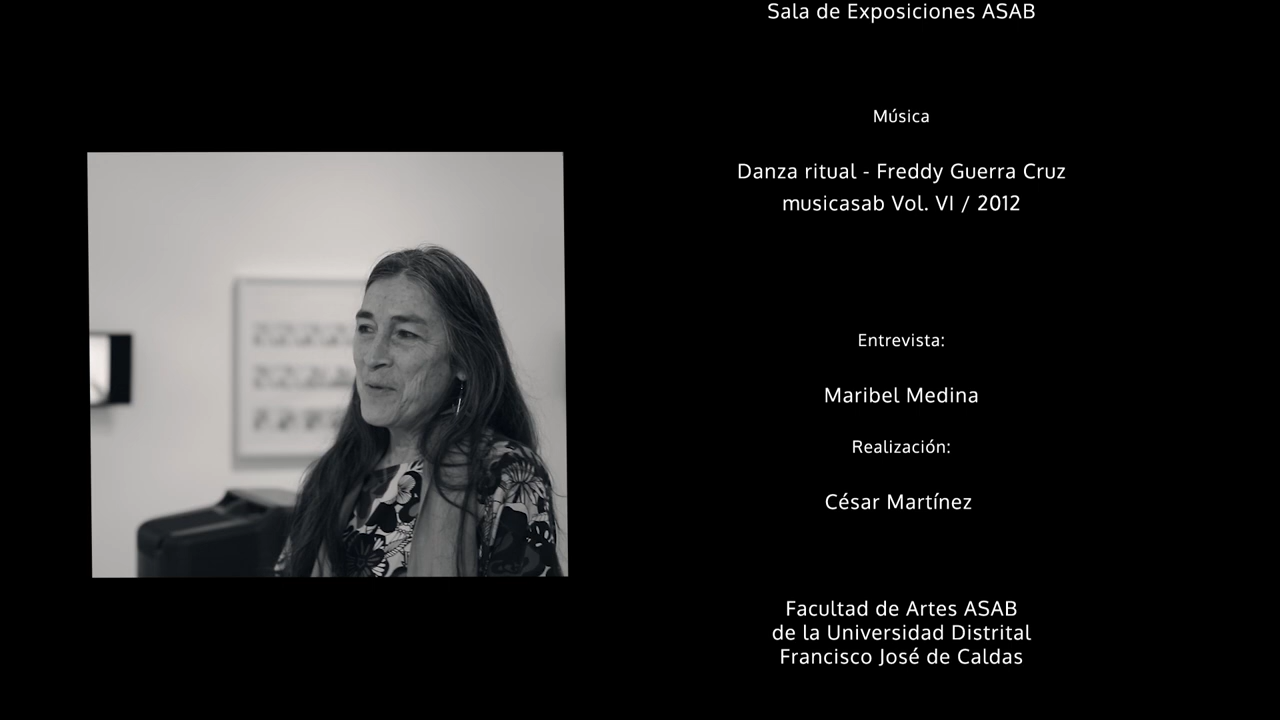 Sala de Exposiciones ASAB
Música
Danza ritual - Freddy Guerra Cruz
musicasab Vol. VI / 2012
Entrevista:
Maribel Medina
Realización:
César Martínez
Facultad de Artes ASAB
de la Universidad Distrital
Francisco José de Caldas